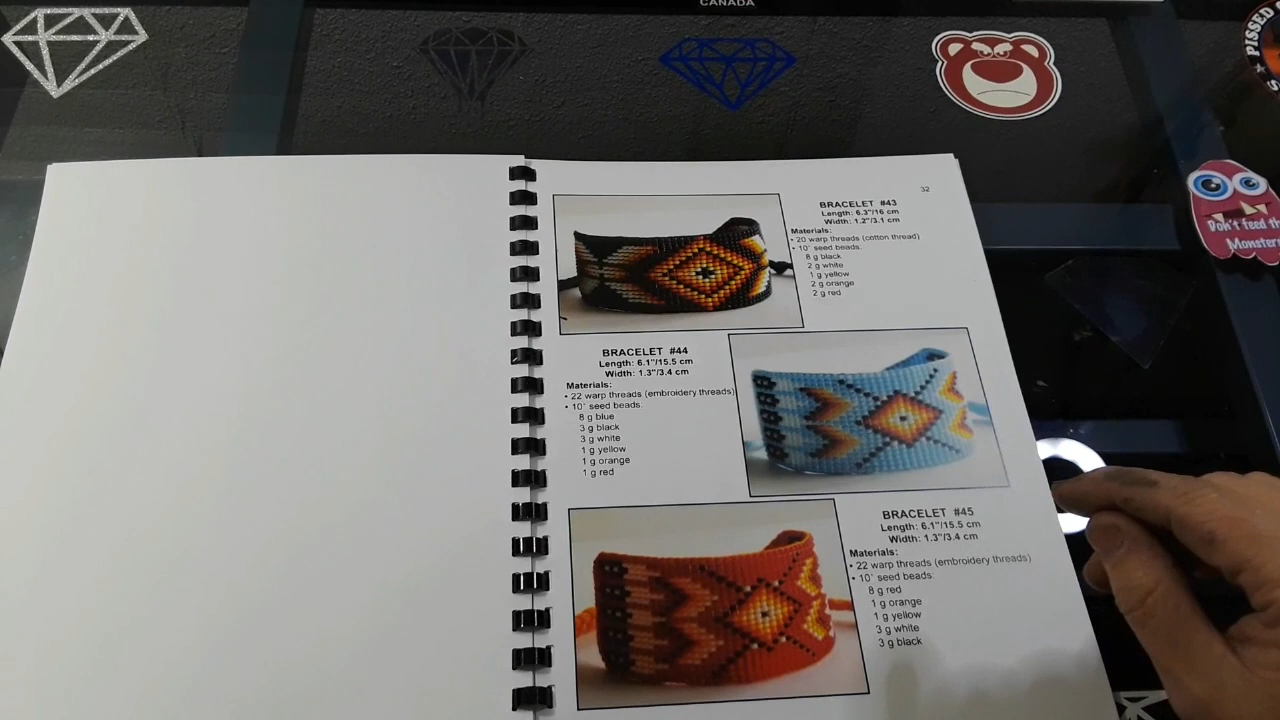 CANADA
PISSED
Don't feed th
Monsters
32
BRACELET #43
Length: 6.3"/16 cm
Width: 1.2"/3.1 cm
Materials:
• 20 warp threads (cotton thread)
• 10° seed beads:
8 g black
2 g white
1 g yellow
2 g orange
2 g red
BRACELET #44
Length: 6.1"/15.5 cm
Width: 1.3"/3.4 cm
Materials:
• 22 warp threads (embroidery threads)
• 10° seed beads:
8 g blue
3 g black
3 g white
1 g yellow
1 g orange
1 g red
BRACELET #45
Length: 6.1"/15.5 cm
Width: 1.3"/3.4 cm
Materials:
• 22 warp threads (embroidery threads)
• 10° seed beads:
8 g red
1 g orange
1 g yellow
3 g white
3 g black